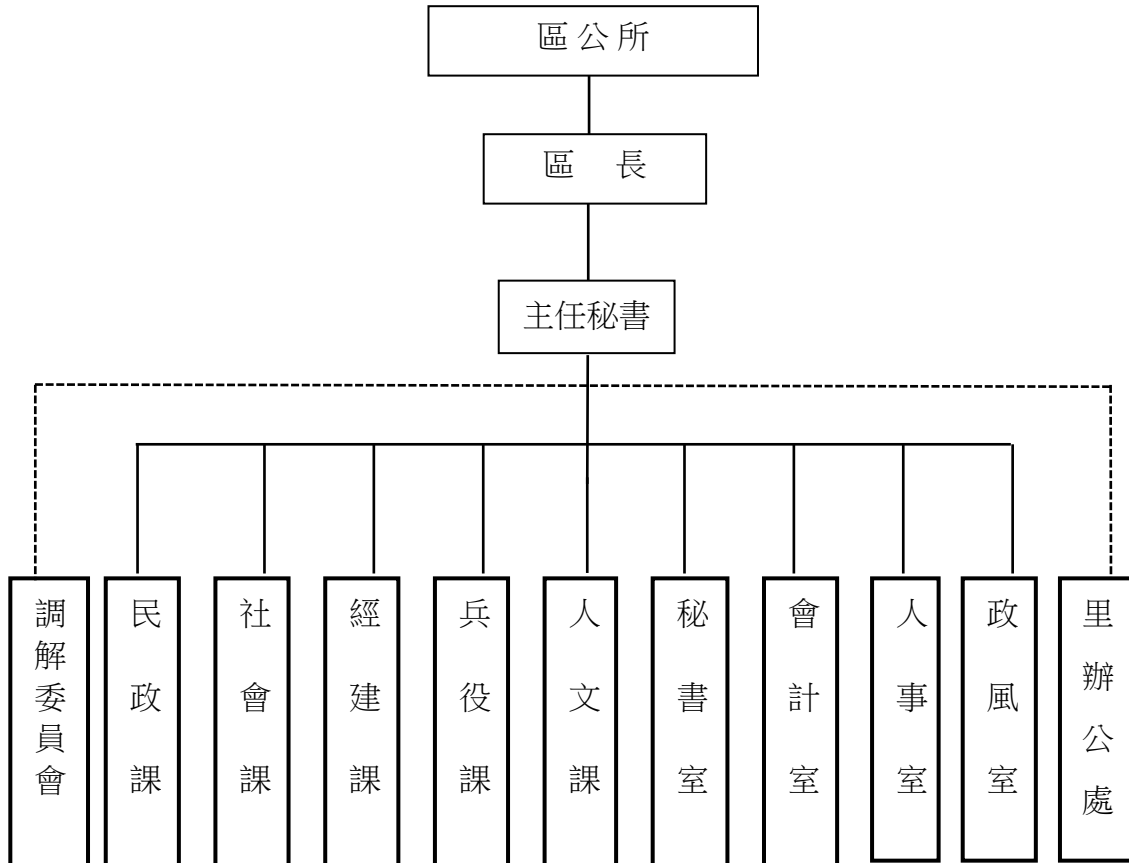 區公所
區 長
主任秘書
調解委員會
民政課
社會課
經建課
兵役課
人文課
秘書室
會計室
人事室
政風室
里辦公處